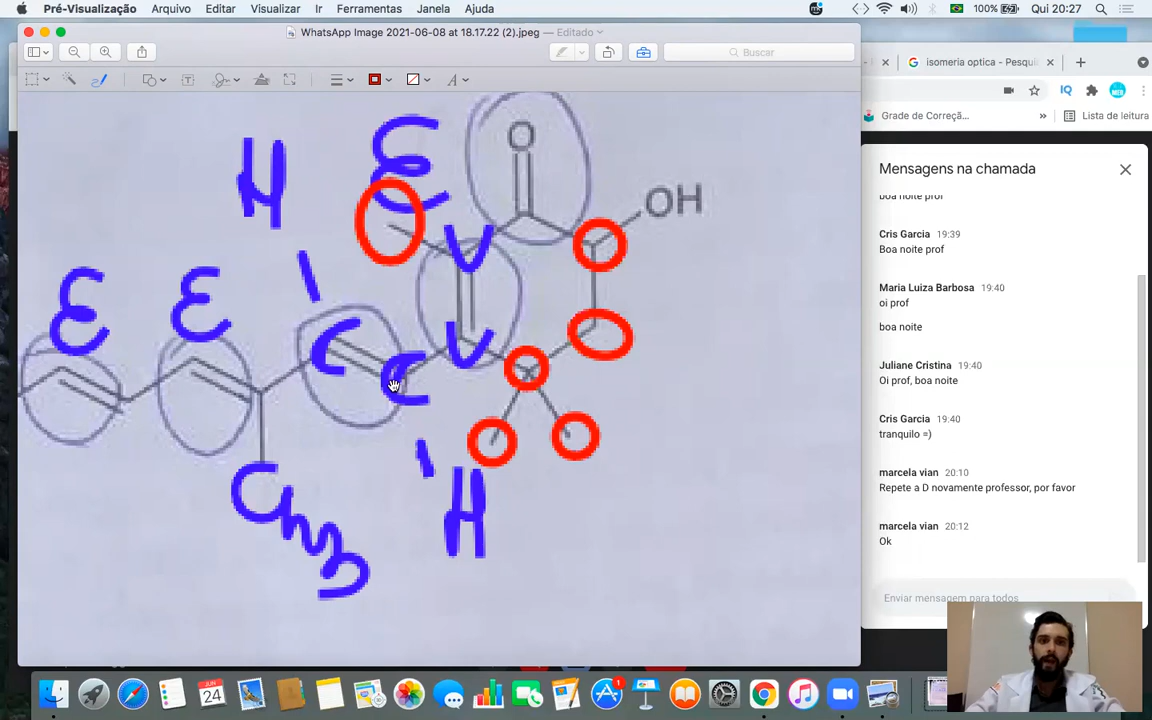 Pré-Visualização Arquivo Editar Visualizar Ir Ferramentas Janela Ajuda 100% Qui 20:27
WhatsApp Image 2021-06-08 at 18.17.22 (2).jpeg — Editado
Buscar
isomeria optica - Pesqui
IQ
Grade de Correçã...
Lista de leitura
Mensagens na chamada
boa noite prof
Cris Garcia 19:39
Boa noite prof
Maria Luiza Barbosa 19:40
oi prof
boa noite
Juliane Cristina 19:40
Oi prof, boa noite
Cris Garcia 19:40
tranquilo =)
marcela vian 20:10
Repete a D novamente professor, por favor
marcela vian 20:12
Ok
Enviar mensagem para todos
O
OH
H
E
E
E
C
C
CH3
H
JUN
24
1